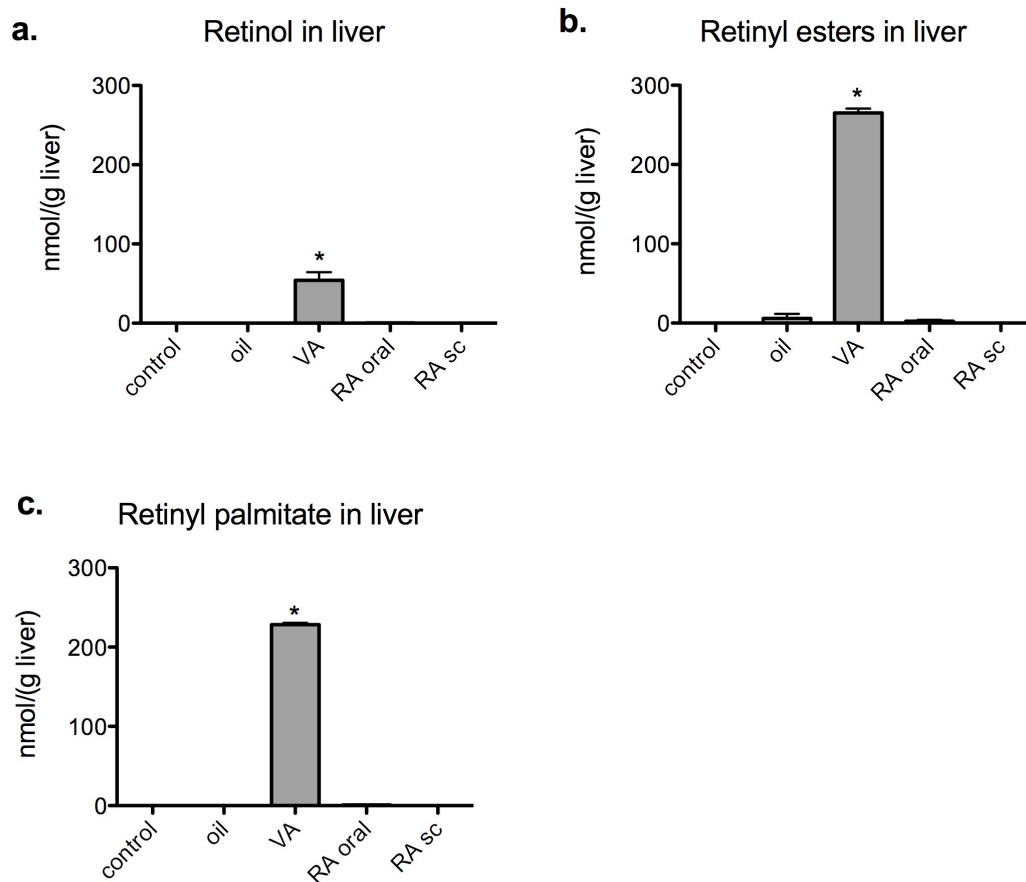 a.
Retinol in liver
nmol/(g liver)
300
200
100
0
*
control
oil
VA
RA oral
RA sc
b.
Retinyl esters in liver
nmol/(g liver)
300
200
100
0
*
control
oil
VA
RA oral
RA sc
c.
Retinyl palmitate in liver
nmol/(g liver)
300
200
100
0
*
control
oil
VA
RA oral
RA sc